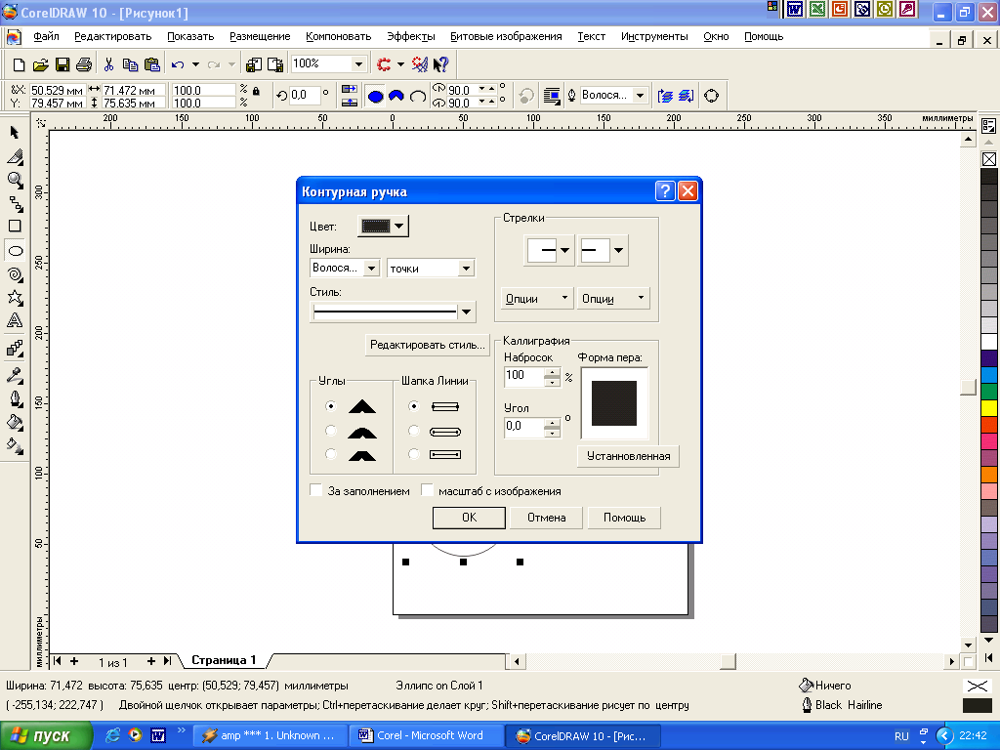 CorelDRAW 10 - [Рисунок1]
Файл Редактировать Показать Размещение Компоновать Эффекты Битовые изображения Текст Инструменты Окно Помощь
100%
X: 50.529 мм 71.472 мм 100.0 % 0,0 ° 90.0 ° Волося...
Y: 79.457 мм 75,635 мм 100.0 % 90.0 °
200 150 100 50 0 50 100 150 200 250 300 350 миллиметры
300
250
200
150
100
50
миллиметры
Контурная ручка
Цвет:
Ширина:
Волося... точки
Стиль:
Редактировать стиль...
Углы
Шапка Линии
Стрелки
Опции Опции
Каллиграфия
Набросок Форма пера:
100 %
Угол
0,0 °
Устанновленная
За заполнением масштаб с изображения
OK Отмена Помощь
1 из 1 Страница 1
Ширина: 71,472 высота: 75,635 центр: (50,529; 79,457) миллиметры Эллипс on Слой 1 Ничего
( -255,134; 222,747 ) Двойной щелчок открывает параметры; Ctrl+перетаскивание делает круг; Shift+перетаскивание рисует по центру Black Hairline
пуск amp *** 1. Unknown ... Corel - Microsoft Word CorelDRAW 10 - [Рис... RU 22:42